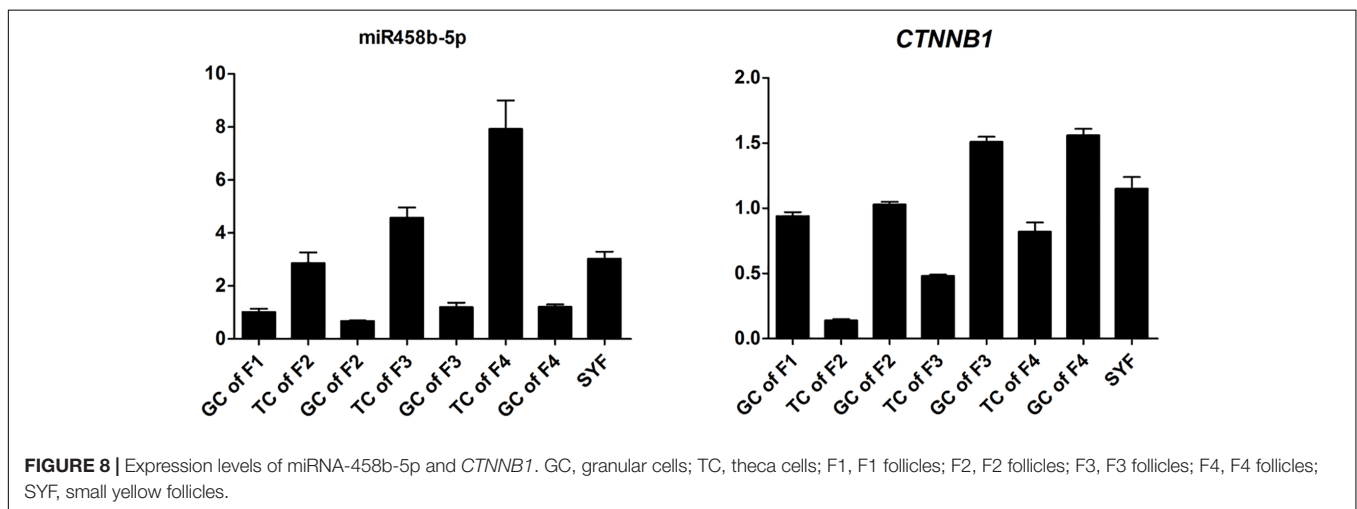 miR458b-5p
10
8
6
4
2
0
GC of F1
TC of F2
GC of F2
TC of F3
GC of F3
TC of F4
GC of F4
SYF
CTNNB1
2.0
1.5
1.0
0.5
0.0
GC of F1
TC of F2
GC of F2
TC of F3
GC of F3
TC of F4
GC of F4
SYF
FIGURE 8 | Expression levels of miRNA-458b-5p and CTNNB1. GC, granular cells; TC, theca cells; F1, F1 follicles; F2, F2 follicles; F3, F3 follicles; F4, F4 follicles;
SYF, small yellow follicles.